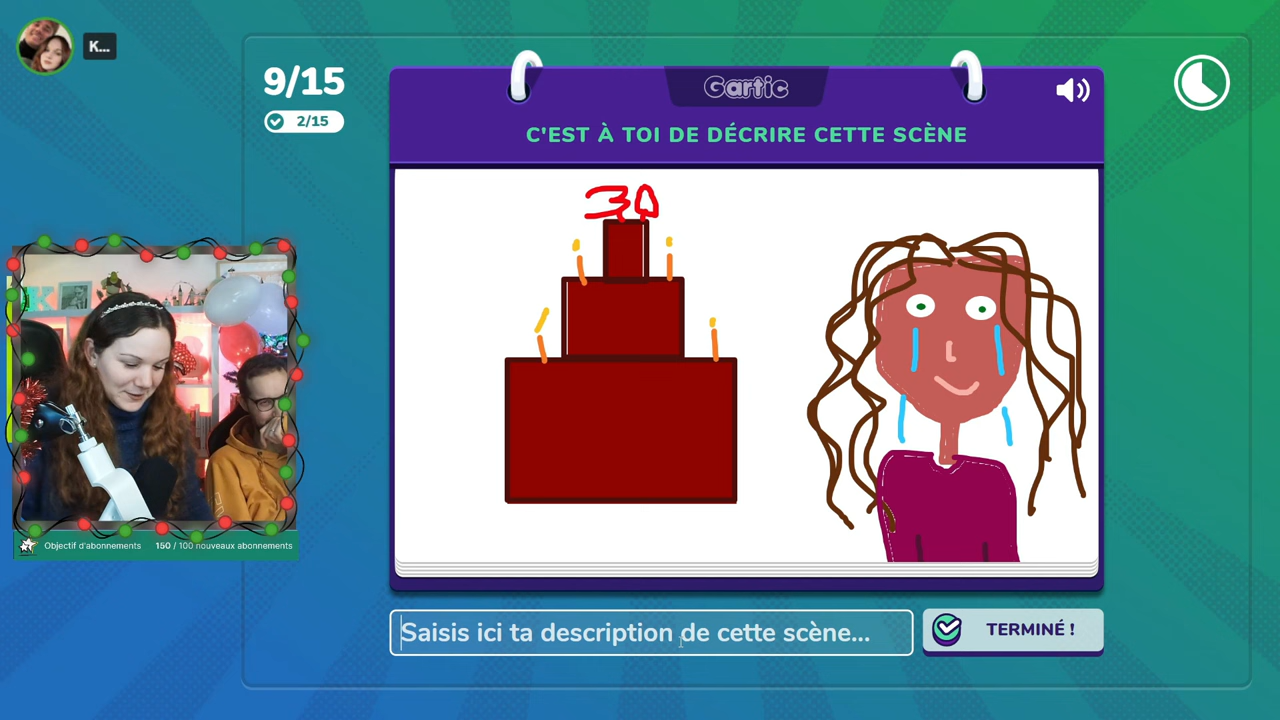 K...
9/15
2/15
Gartic
C'EST À TOI DE DÉCRIRE CETTE SCÈNE
30
Objectif d'abonnements 150 / 100 nouveaux abonnements
Saisis ici ta description de cette scène...
TERMINÉ !